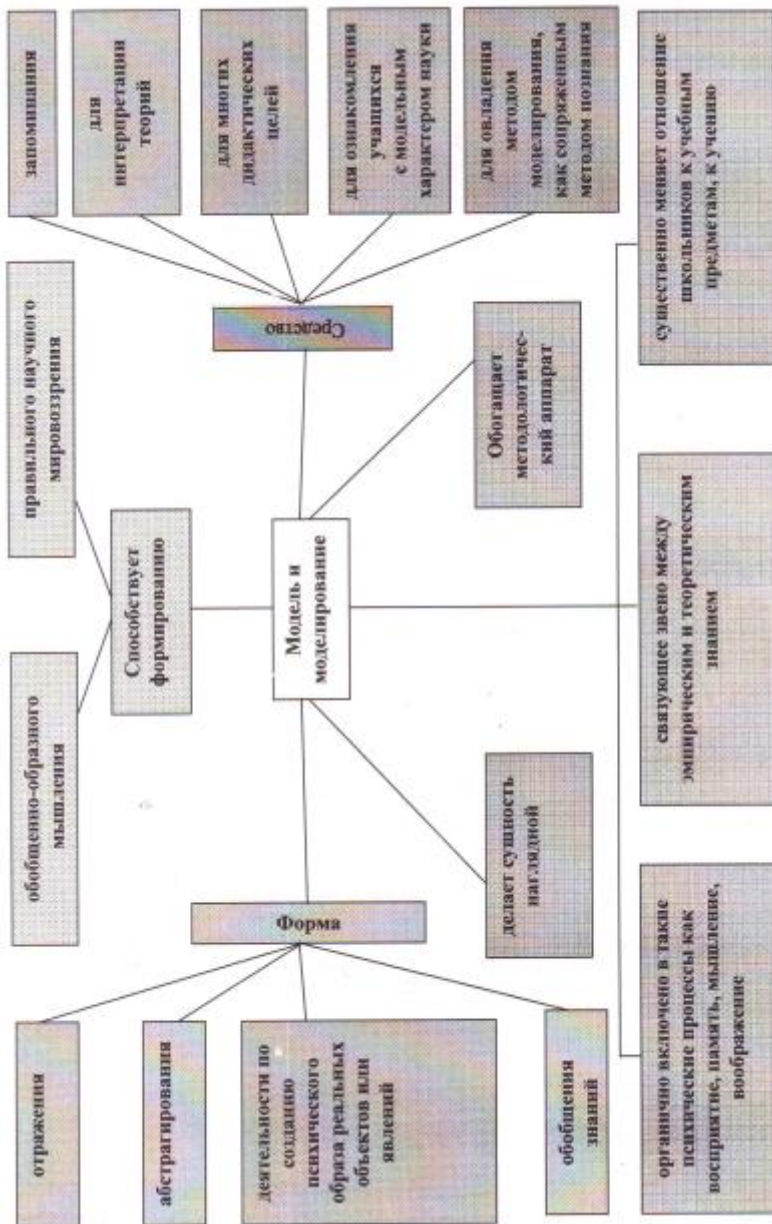 обобщенно-образного
мышления
правильного научного
мировоззрения
Способствует
формированию
отражения
абстрагирования
деятельности по
созданию
психического
образа реальных
объектов или
явлений
обобщения
знаний
Форма
Модель и
моделирование
Средство
запоминания
для
интерпретации
теорий
для многих
дидактических
целей
для ознакомления
учащихся
с модельным
характером науки
для овладения
методом
моделирования,
как сопряженным
методом познания
делает сущность
наглядной
Обогащает
методологичес-
кий аппарат
органично включено в такие
психические процессы как
восприятие, память, мышление,
воображение
связующее звено между
эмпирическим и теоретическим
знанием
существенно меняет отношение
школьников к учебным
предметам, к учению